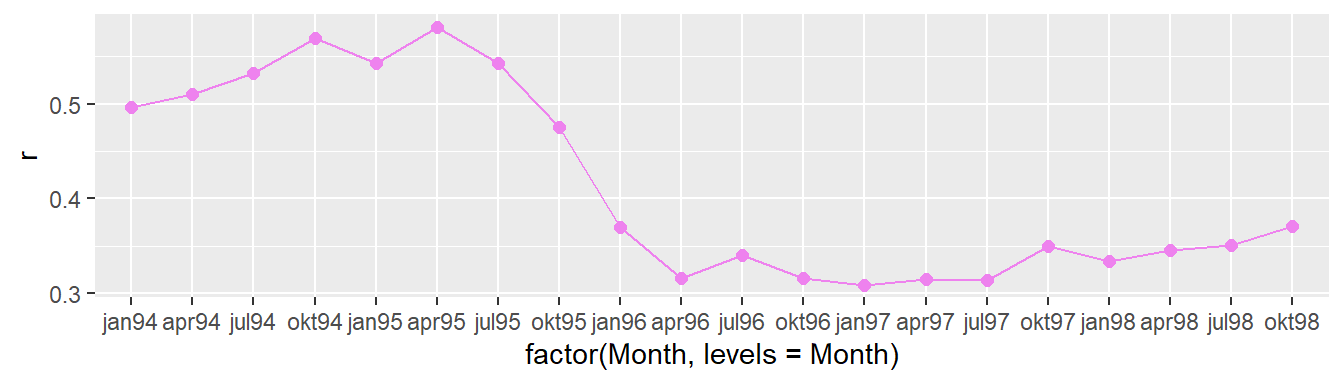 r
0.5
0.4
0.3
jan94 apr94 jul94 okt94 jan95 apr95 jul95 okt95 jan96 apr96 jul96 okt96 jan97 apr97 jul97 okt97 jan98 apr98 jul98 okt98
factor(Month, levels = Month)